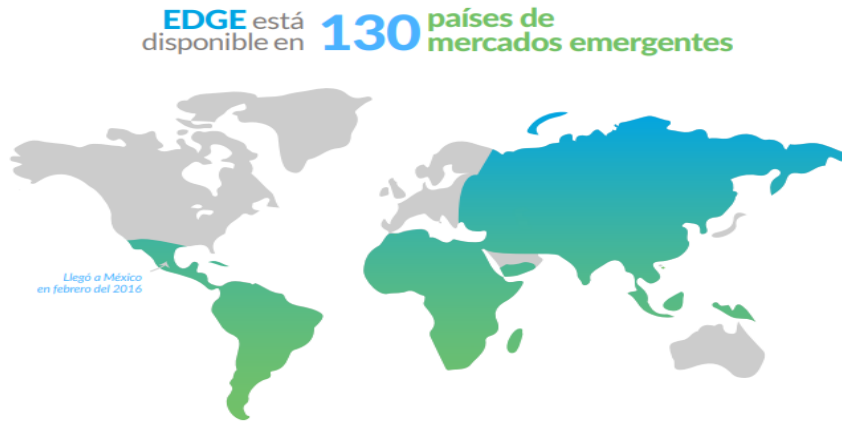 EDGE está
disponible en
130
países de
mercados emergentes
Llegó a México
en febrero del 2016